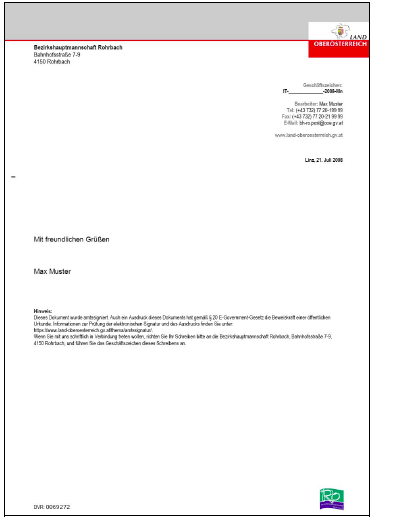 LAND
OBERÖSTERREICH
Bezirkshauptmannschaft Rohrbach
Bahnhofstraße 7-9
4150 Rohrbach
Geschäftszeichen:
IT-____________-2008-Mn
Bearbeiter: Max Muster
Tel: (+43 732) 77 20-199 99
Fax: (+43 732) 77 20-21 99 99
E-Mail: bh-ro.post@ooe.gv.at
www.land-oberoesterreich.gv.at
Linz, 21. Juli 2008
Mit freundlichen Grüßen
Max Muster
Hinweis:
Dieses Dokument wurde amtssigniert. Auch ein Ausdruck dieses Dokuments hat gemäß § 20 E-Government-Gesetz die Beweiskraft einer öffentlichen
Urkunde. Informationen zur Prüfung der elektronischen Signatur und des Ausdrucks finden Sie unter:
https://www.land-oberoesterreich.gv.at/thema/amtssignatur/.
Wenn Sie mit uns schriftlich in Verbindung treten wollen, richten Sie Ihr Schreiben bitte an die Bezirkshauptmannschaft Rohrbach, Bahnhofstraße 7-9,
4150 Rohrbach, und führen Sie das Geschäftszeichen dieses Schreibens an.
DVR: 0069272